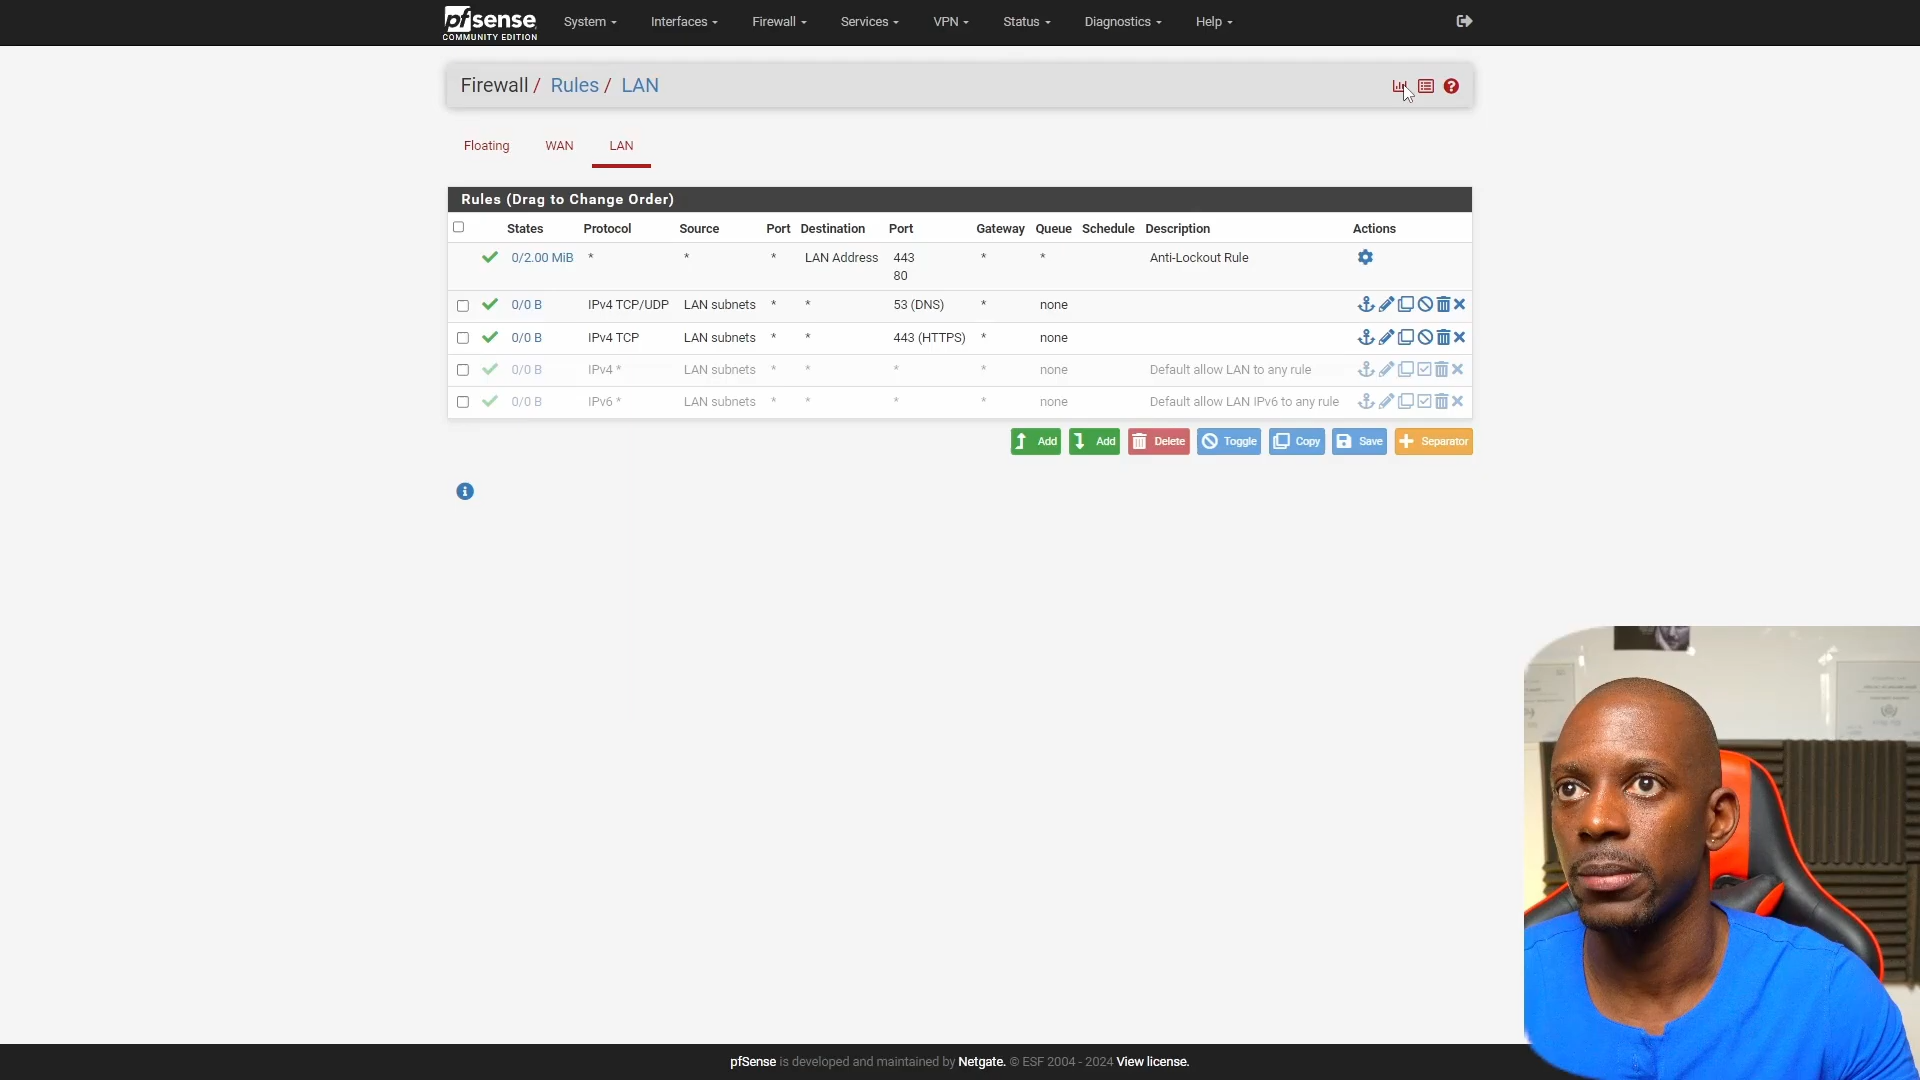 pfsense System Interfaces Firewall Services VPN Status Diagnostics Help
COMMUNITY EDITION
Firewall / Rules / LAN
Floating WAN LAN
Rules (Drag to Change Order)
States Protocol Source Port Destination Port Gateway Queue Schedule Description Actions
0/2.00 MiB * * * LAN Address 443 * * Anti-Lockout Rule
80
0/0 B IPv4 TCP/UDP LAN subnets * * 53 (DNS) * none
0/0 B IPv4 TCP LAN subnets * * 443 (HTTPS) * none
0/0 B IPv4 * LAN subnets * * * * none Default allow LAN to any rule
0/0 B IPv6 * LAN subnets * * * * none Default allow LAN IPv6 to any rule
Add Add Delete Toggle Copy Save Separator
pfSense is developed and maintained by Netgate. © ESF 2004 - 2024 View license.